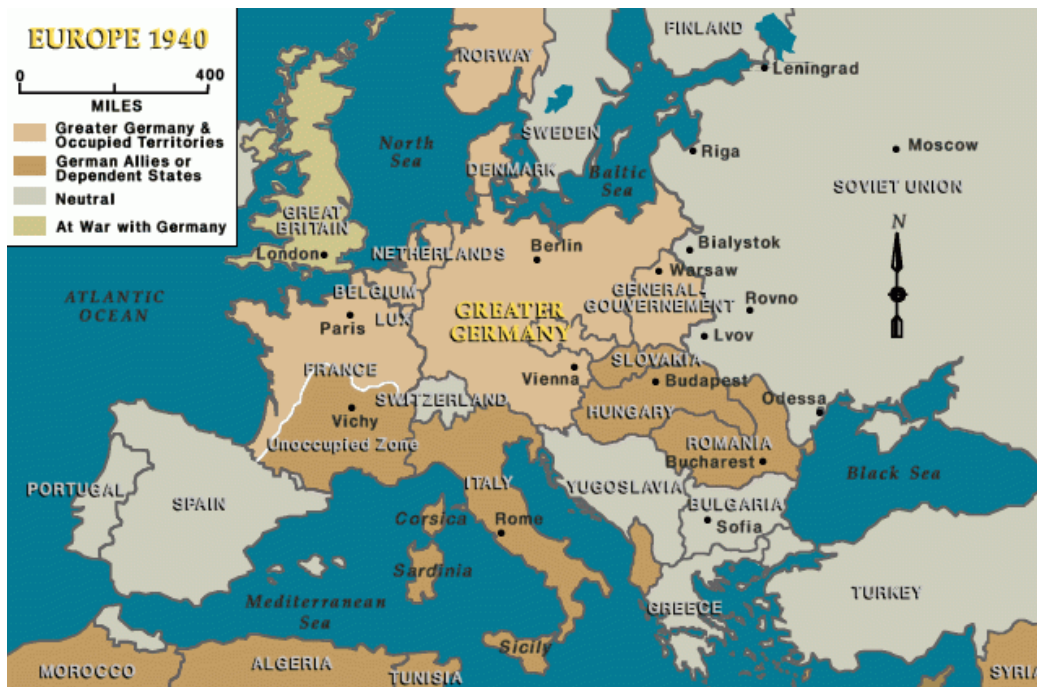 EUROPE 1940
0 400
MILES
Greater Germany &
Occupied Territories
German Allies or
Dependent States
Neutral
At War with Germany
FINLAND
NORWAY
Leningrad
SWEDEN
North
Sea
Riga
Moscow
DENMARK
Baltic
Sea
SOVIET UNION
GREAT
BRITAIN
N
NETHERLANDS
Berlin
Bialystok
London
Warsaw
BELGIUM
GENERAL-
GOUVERNEMENT
ATLANTIC
OCEAN
Rovno
GREATER
GERMANY
LUX
Paris
Lvov
SLOVAKIA
FRANCE
Vienna
Budapest
SWITZERLAND
Odessa
HUNGARY
Vichy
Unoccupied Zone
ROMANIA
Bucharest
Black Sea
ITALY
YUGOSLAVIA
PORTUGAL
SPAIN
BULGARIA
Sofia
Corsica
Rome
Sardinia
Mediterranean
Sea
GREECE
TURKEY
Sicily
MOROCCO
ALGERIA
TUNISIA
SYRIA